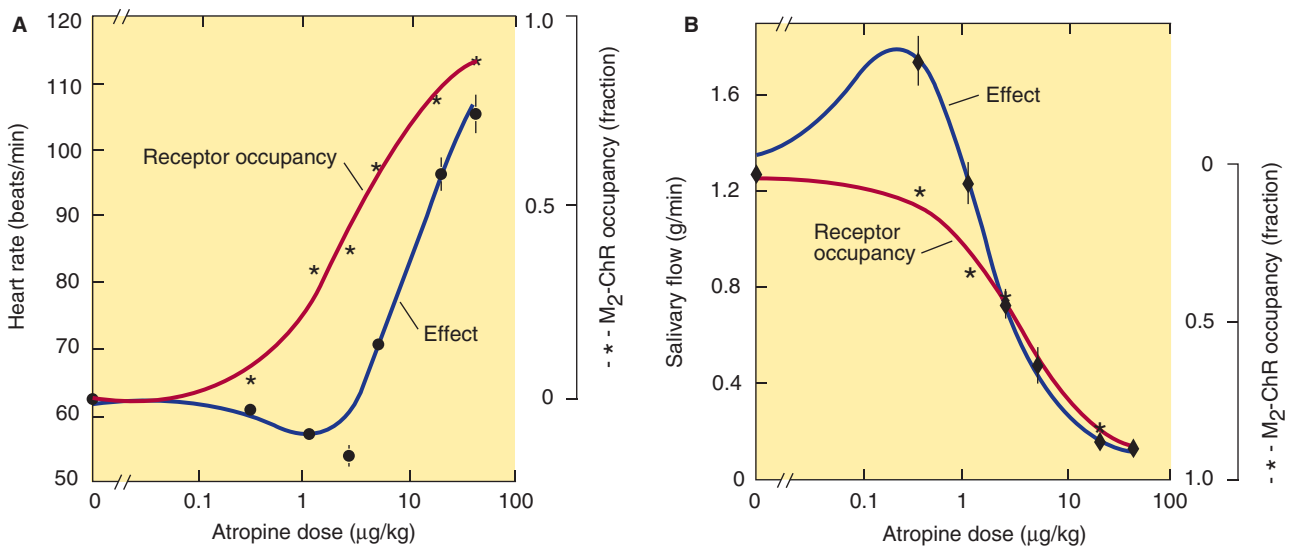 A
120
110
100
90
80
70
60
50
Heart rate (beats/min)
Receptor occupancy
Effect
0
0.1
1
10
100
Atropine dose (μg/kg)
1.0
0.5
0
- * - M2-ChR occupancy (fraction)
B
1.6
1.2
0.8
0.4
0
Salivary flow (g/min)
Effect
Receptor
occupancy
0
0.1
1
10
100
Atropine dose (μg/kg)
0
0.5
1.0
- * - M2-ChR occupancy (fraction)